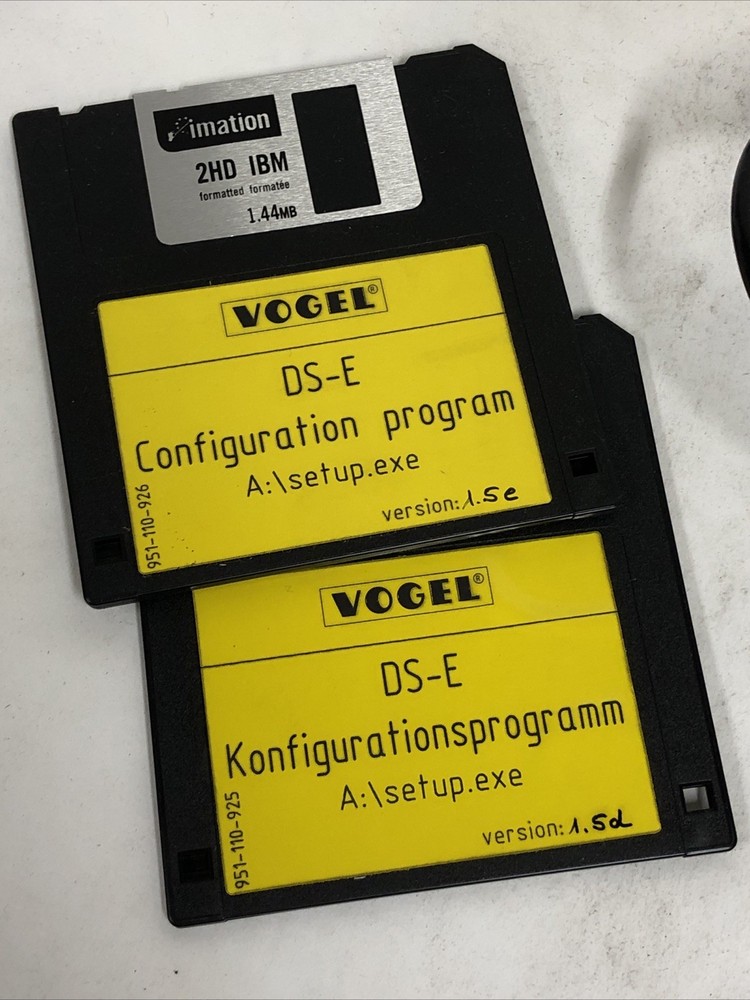 imation
2HD IBM
formatted formatée
1.44MB
VOGEL®
DS-E
Configuration program
A:\setup.exe
version:1.5e
951-110-926
VOGEL®
DS-E
Konfigurationsprogramm
A:\setup.exe
version:1.5d
951-110-925